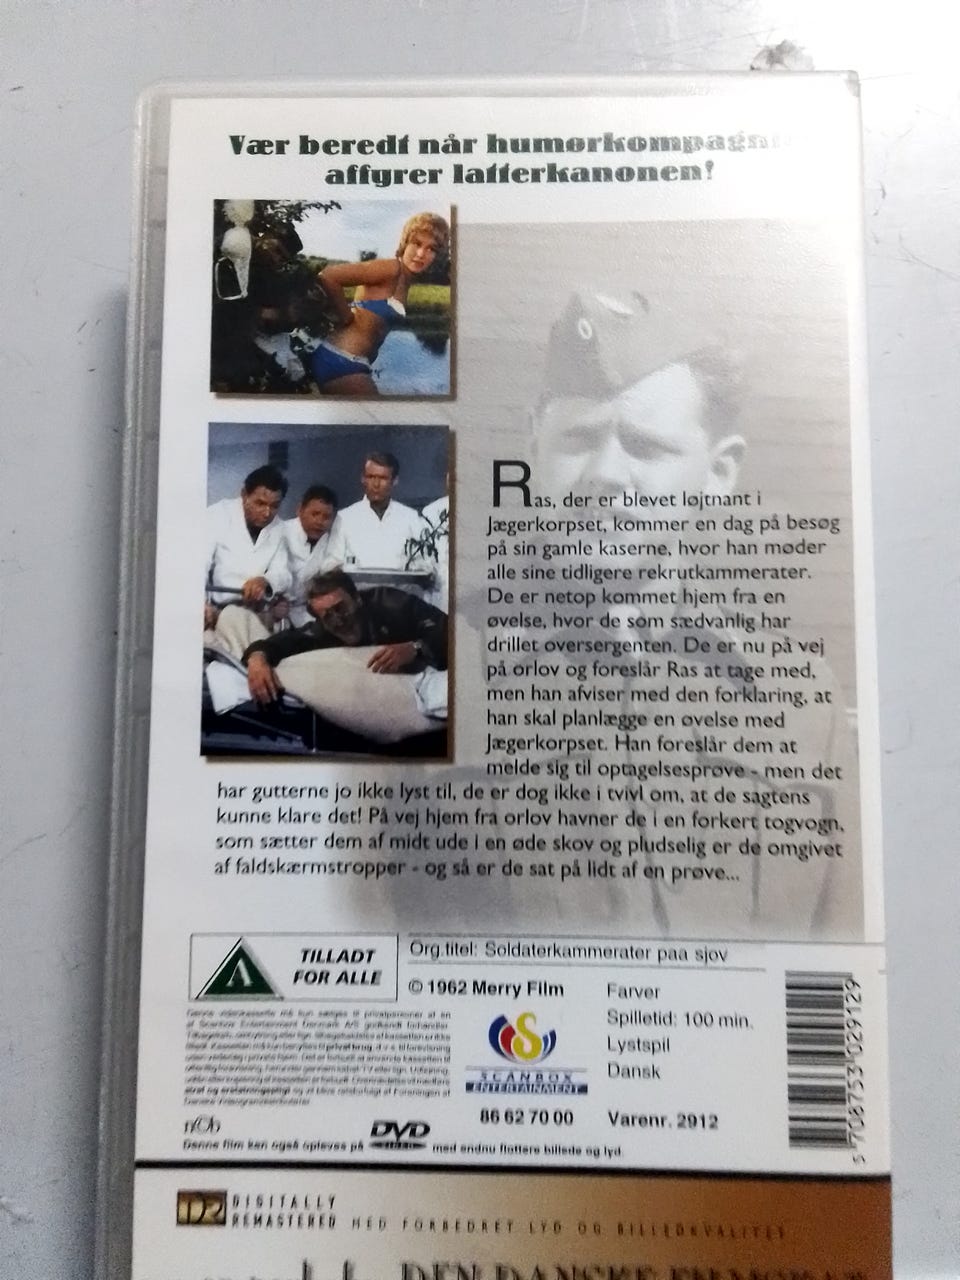 Vær beredt når humørkompagni
affyrer latterkanonen!
Ras, der er blevet løjtnant i
Jægerkorpset, kommer en dag på besøg
på sin gamle kaserne, hvor han møder
alle sine tidligere rekrutkammerater.
De er netop kommet hjem fra en
øvelse, hvor de som sædvanlig har
drillet oversergenten. De er nu på vej
på orlov og foreslår Ras at tage med,
men han afviser med den forklaring, at
han skal planlægge en øvelse med
Jægerkorpset. Han foreslår dem at
melde sig til optagelsesprøve - men det
har gutterne jo ikke lyst til, de er dog ikke i tvivl om, at de sagtens
kunne klare det! På vej hjem fra orlov havner de i en forkert togvogn,
som sætter dem af midt ude i en øde skov og pludselig er de omgivet
af faldskærmstropper - og så er de sat på lidt af en prøve...
A
TILLADT
FOR ALLE
Org.titel: Soldaterkammerater paa sjov
© 1962 Merry Film
Farver
Spilletid: 100 min.
Lystspil
Dansk
SCANBOX
ENTERTAINMENT
86 62 70 00
Varenr. 2912
5 708753 029129
Denne film kan også opleves på DVD med endnu flottere billede og lyd.
DR DIGITALLY
REMASTERED MED FORBEDRET LYD OG BILLEDKVALITET
DEN DANSKE